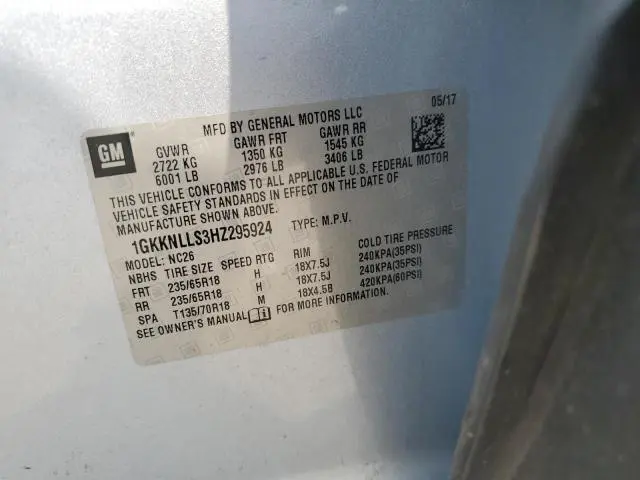 GM
MFD BY GENERAL MOTORS LLC 05/17
GVWR GAWR FRT GAWR RR
2722 KG 1350 KG 1545 KG
6001 LB 2976 LB 3406 LB
THIS VEHICLE CONFORMS TO ALL APPLICABLE U.S. FEDERAL MOTOR
VEHICLE SAFETY STANDARDS IN EFFECT ON THE DATE OF
MANUFACTURE SHOWN ABOVE.
1GKKNLLS3HZ295924 TYPE: M.P.V.
MODEL: NC26
NBHS TIRE SIZE SPEED RTG RIM COLD TIRE PRESSURE
FRT 235/65R18 H 18X7.5J 240KPA(35PSI)
RR 235/65R18 H 18X7.5J 240KPA(35PSI)
SPA T135/70R18 M 18X4.5B 420KPA(60PSI)
SEE OWNER'S MANUAL FOR MORE INFORMATION.